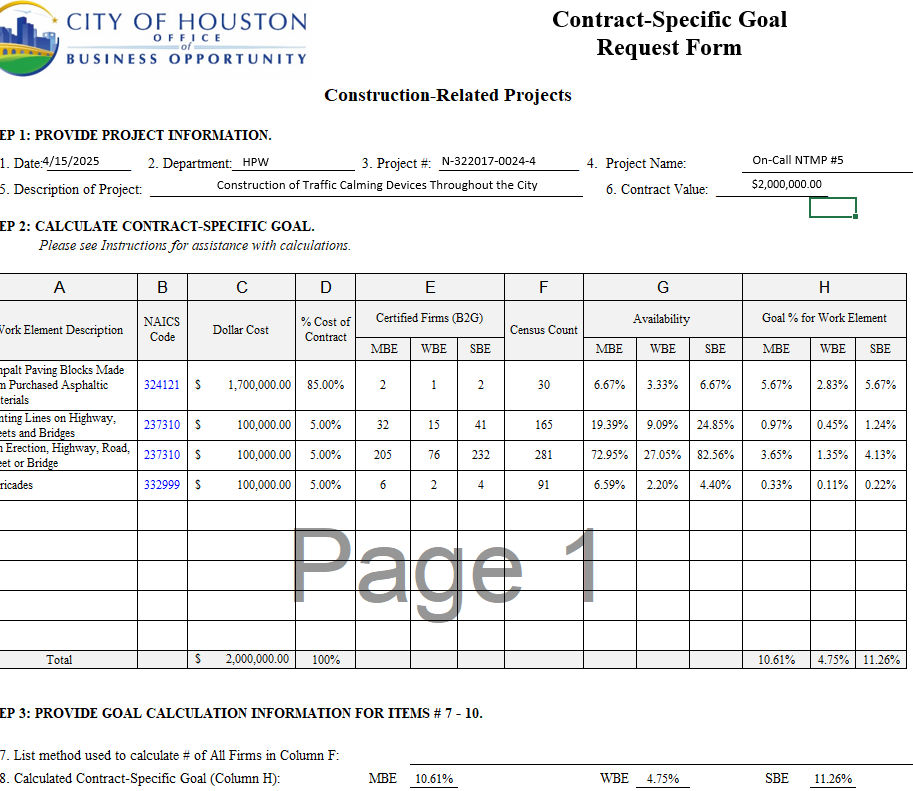 CITY OF HOUSTON
OFFICE
of
BUSINESS OPPORTUNITY
Contract-Specific Goal
Request Form
Construction-Related Projects
EP 1: PROVIDE PROJECT INFORMATION.
1. Date: 4/15/2025 2. Department: HPW 3. Project #: N-322017-0024-4 4. Project Name: On-Call NTMP #5
5. Description of Project: Construction of Traffic Calming Devices Throughout the City 6. Contract Value: $2,000,000.00
EP 2: CALCULATE CONTRACT-SPECIFIC GOAL.
Please see Instructions for assistance with calculations.
A B C D E F G H
Work Element Description NAICS Code Dollar Cost % Cost of Contract Certified Firms (B2G) Census Count Availability Goal % for Work Element
MBE WBE SBE MBE WBE SBE MBE WBE SBE
hpalt Paving Blocks Made
m Purchased Asphaltic
terials
324121 $ 1,700,000.00 85.00% 2 1 2 30 6.67% 3.33% 6.67% 5.67% 2.83% 5.67%
nting Lines on Highway,
eets and Bridges
237310 $ 100,000.00 5.00% 32 15 41 165 19.39% 9.09% 24.85% 0.97% 0.45% 1.24%
n Erection, Highway, Road,
eet or Bridge
237310 $ 100,000.00 5.00% 205 76 232 281 72.95% 27.05% 82.56% 3.65% 1.35% 4.13%
ricades 332999 $ 100,000.00 5.00% 6 2 4 91 6.59% 2.20% 4.40% 0.33% 0.11% 0.22%
Page 1
Total $ 2,000,000.00 100% 10.61% 4.75% 11.26%
EP 3: PROVIDE GOAL CALCULATION INFORMATION FOR ITEMS # 7 - 10.
7. List method used to calculate # of All Firms in Column F:
8. Calculated Contract-Specific Goal (Column H): MBE 10.61% WBE 4.75% SBE 11.26%